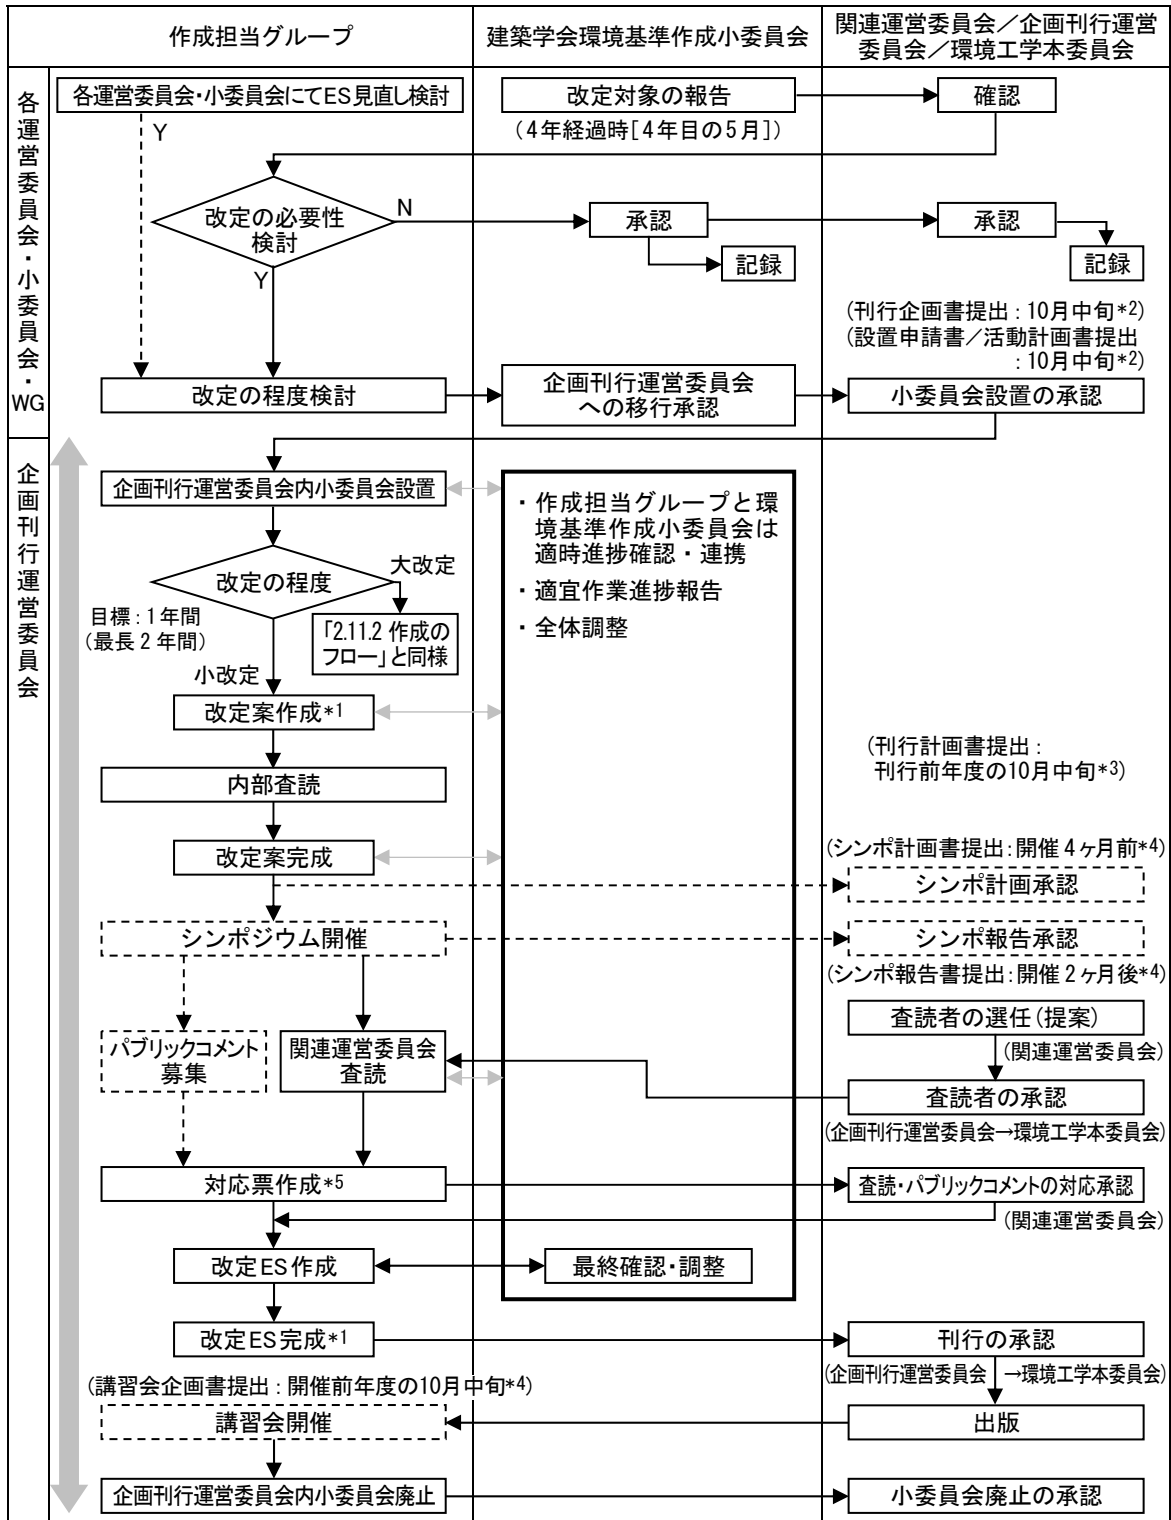 作成担当グループ
建築学会環境基準作成小委員会
関連運営委員会／企画刊行運営
委員会／環境工学本委員会
各運営委員会・小委員会・WG
各運営委員会・小委員会にてES見直し検討
改定対象の報告
確認
（4年経過時［4年目の5月］）
Y
改定の必要性
検討
N
承認
承認
記録
記録
Y
（刊行企画書提出：10月中旬*2）
（設置申請書／活動計画書提出
：10月中旬*2）
改定の程度検討
企画刊行運営委員会
への移行承認
小委員会設置の承認
企画刊行運営委員会
企画刊行運営委員会内小委員会設置
・作成担当グループと環
境基準作成小委員会は
適時進捗確認・連携
・適宜作業進捗報告
・全体調整
改定の程度
大改定
目標：1年間
（最長2年間）
「2.11.2 作成の
フロー」と同様
小改定
改定案作成*1
（刊行計画書提出：
刊行前年度の10月中旬*3）
内部査読
改定案完成
（シンポ計画書提出：開催4ヶ月前*4）
シンポ計画承認
シンポジウム開催
シンポ報告承認
（シンポ報告書提出：開催2ヶ月後*4）
査読者の選任（提案）
パブリックコメント
募集
関連運営委員会
査読
（関連運営委員会）
査読者の承認
（企画刊行運営委員会→環境工学本委員会）
対応票作成*5
査読・パブリックコメントの対応承認
（関連運営委員会）
改定ES作成
最終確認・調整
改定ES完成*1
刊行の承認
（企画刊行運営委員会 →環境工学本委員会）
（講習会企画書提出：開催前年度の10月中旬*4）
講習会開催
出版
企画刊行運営委員会内小委員会廃止
小委員会廃止の承認